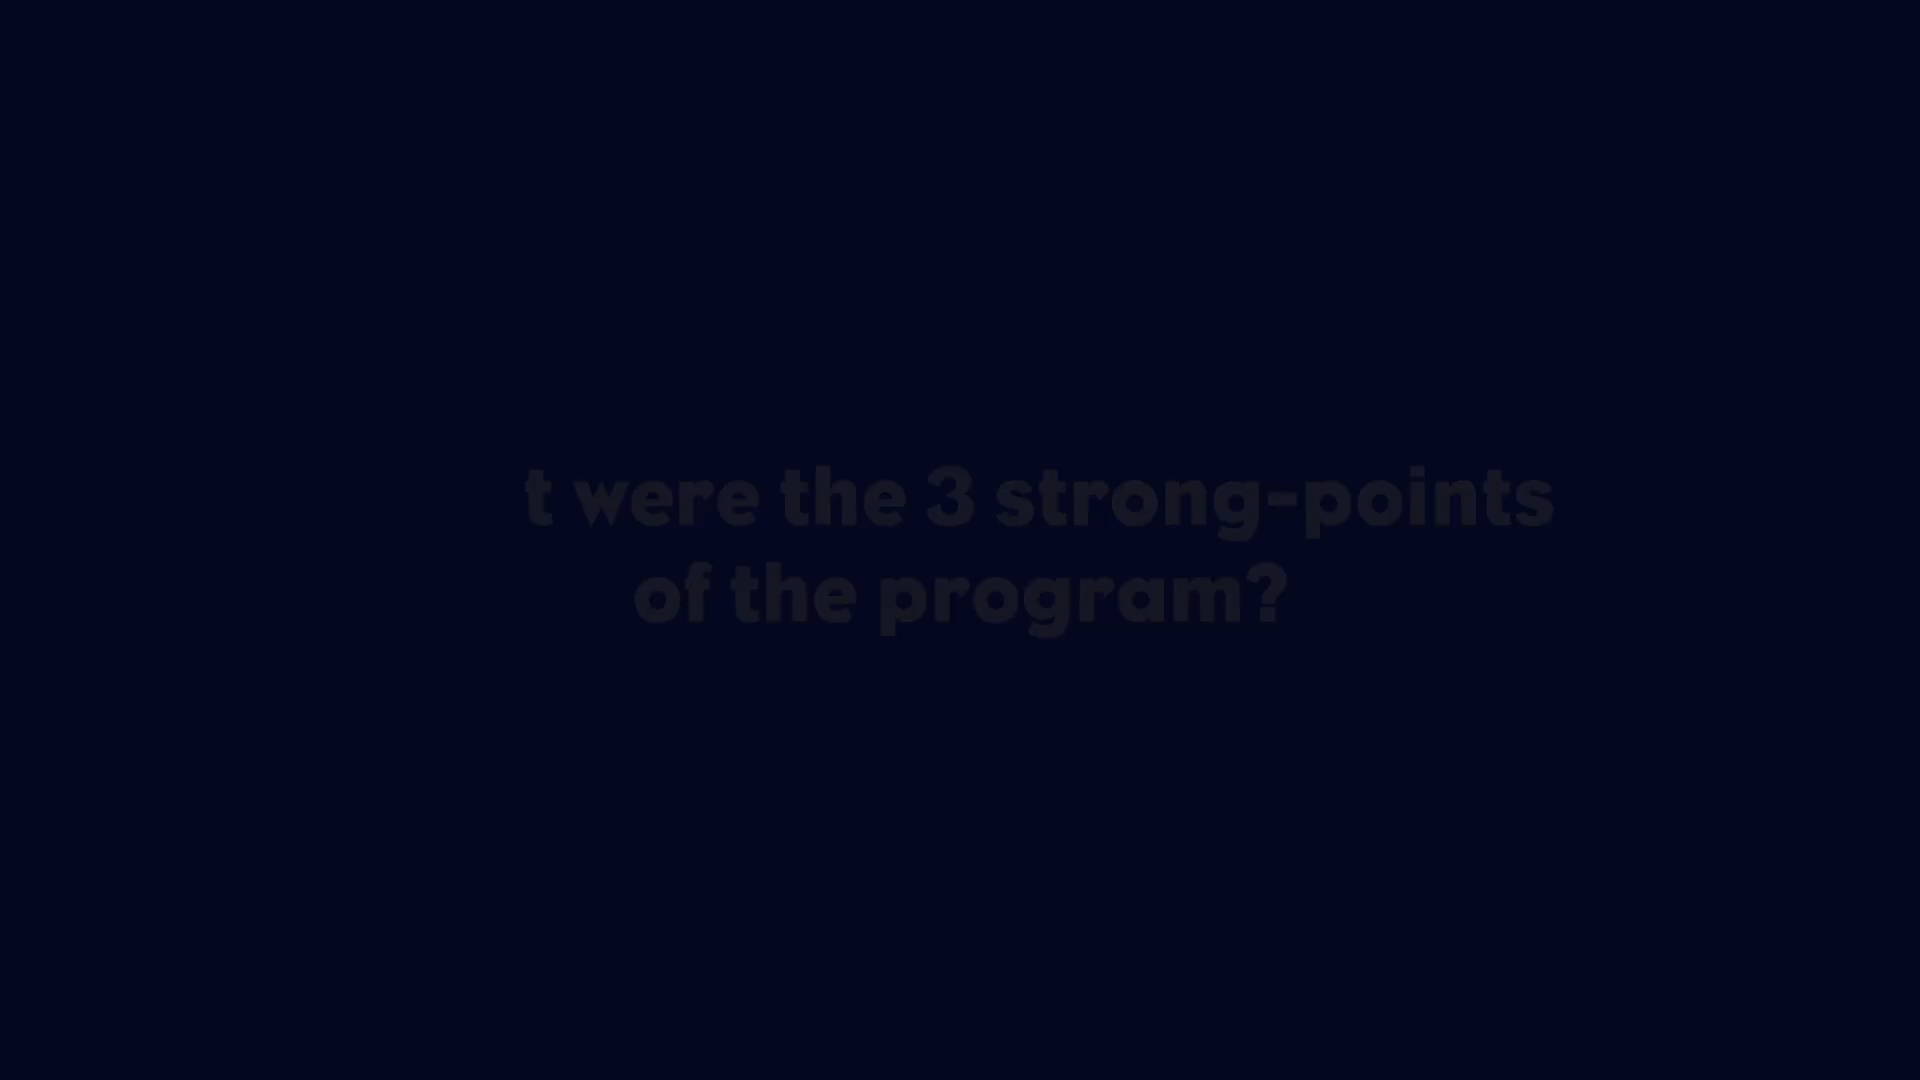 t were the 3 strong-points
of the program?